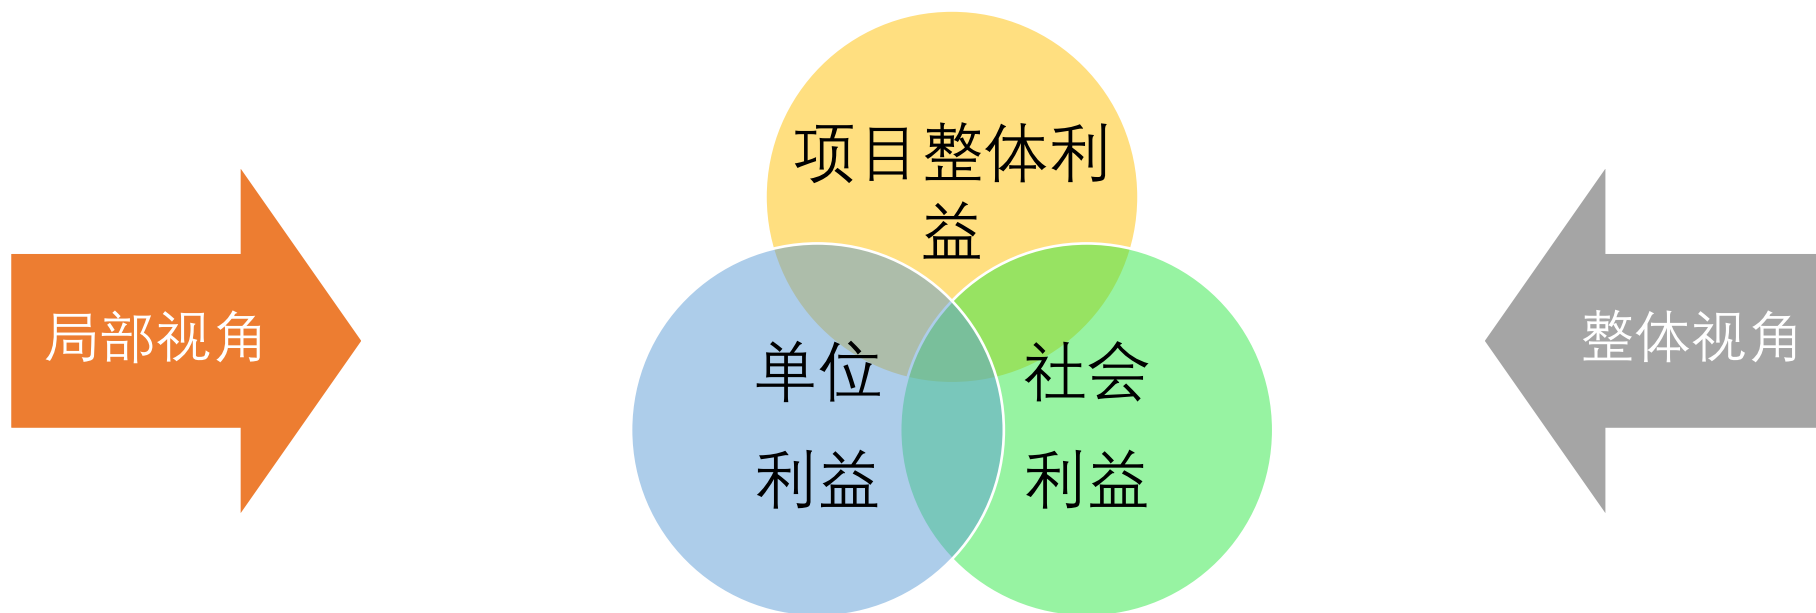 项目整体利
益
局部视角
单位
利益
社会
利益
整体视角